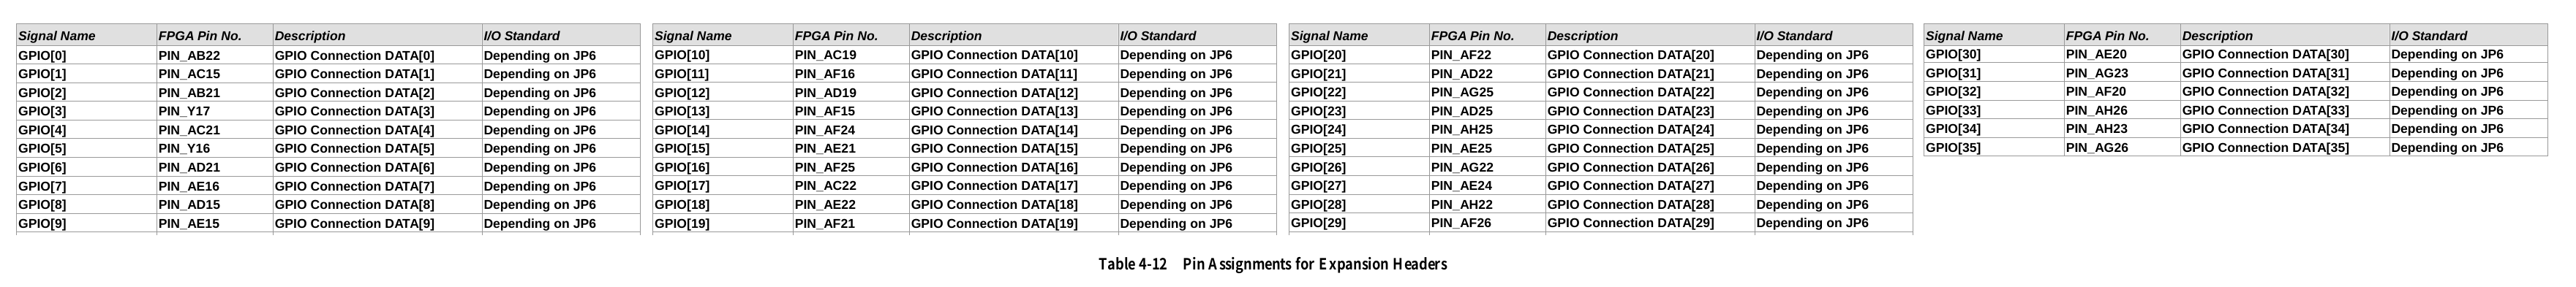 Signal Name FPGA Pin No. Description I/O Standard
GPIO[0] PIN_AB22 GPIO Connection DATA[0] Depending on JP6
GPIO[1] PIN_AC15 GPIO Connection DATA[1] Depending on JP6
GPIO[2] PIN_AB21 GPIO Connection DATA[2] Depending on JP6
GPIO[3] PIN_Y17 GPIO Connection DATA[3] Depending on JP6
GPIO[4] PIN_AC21 GPIO Connection DATA[4] Depending on JP6
GPIO[5] PIN_Y16 GPIO Connection DATA[5] Depending on JP6
GPIO[6] PIN_AD21 GPIO Connection DATA[6] Depending on JP6
GPIO[7] PIN_AE16 GPIO Connection DATA[7] Depending on JP6
GPIO[8] PIN_AD15 GPIO Connection DATA[8] Depending on JP6
GPIO[9] PIN_AE15 GPIO Connection DATA[9] Depending on JP6
Signal Name FPGA Pin No. Description I/O Standard
GPIO[10] PIN_AC19 GPIO Connection DATA[10] Depending on JP6
GPIO[11] PIN_AF16 GPIO Connection DATA[11] Depending on JP6
GPIO[12] PIN_AD19 GPIO Connection DATA[12] Depending on JP6
GPIO[13] PIN_AF15 GPIO Connection DATA[13] Depending on JP6
GPIO[14] PIN_AF24 GPIO Connection DATA[14] Depending on JP6
GPIO[15] PIN_AE21 GPIO Connection DATA[15] Depending on JP6
GPIO[16] PIN_AF25 GPIO Connection DATA[16] Depending on JP6
GPIO[17] PIN_AC22 GPIO Connection DATA[17] Depending on JP6
GPIO[18] PIN_AE22 GPIO Connection DATA[18] Depending on JP6
GPIO[19] PIN_AF21 GPIO Connection DATA[19] Depending on JP6
Signal Name FPGA Pin No. Description I/O Standard
GPIO[20] PIN_AF22 GPIO Connection DATA[20] Depending on JP6
GPIO[21] PIN_AD22 GPIO Connection DATA[21] Depending on JP6
GPIO[22] PIN_AG25 GPIO Connection DATA[22] Depending on JP6
GPIO[23] PIN_AD25 GPIO Connection DATA[23] Depending on JP6
GPIO[24] PIN_AH25 GPIO Connection DATA[24] Depending on JP6
GPIO[25] PIN_AE25 GPIO Connection DATA[25] Depending on JP6
GPIO[26] PIN_AG22 GPIO Connection DATA[26] Depending on JP6
GPIO[27] PIN_AE24 GPIO Connection DATA[27] Depending on JP6
GPIO[28] PIN_AH22 GPIO Connection DATA[28] Depending on JP6
GPIO[29] PIN_AF26 GPIO Connection DATA[29] Depending on JP6
Signal Name FPGA Pin No. Description I/O Standard
GPIO[30] PIN_AE20 GPIO Connection DATA[30] Depending on JP6
GPIO[31] PIN_AG23 GPIO Connection DATA[31] Depending on JP6
GPIO[32] PIN_AF20 GPIO Connection DATA[32] Depending on JP6
GPIO[33] PIN_AH26 GPIO Connection DATA[33] Depending on JP6
GPIO[34] PIN_AH23 GPIO Connection DATA[34] Depending on JP6
GPIO[35] PIN_AG26 GPIO Connection DATA[35] Depending on JP6
Table 4-12 Pin Assignments for Expansion Headers